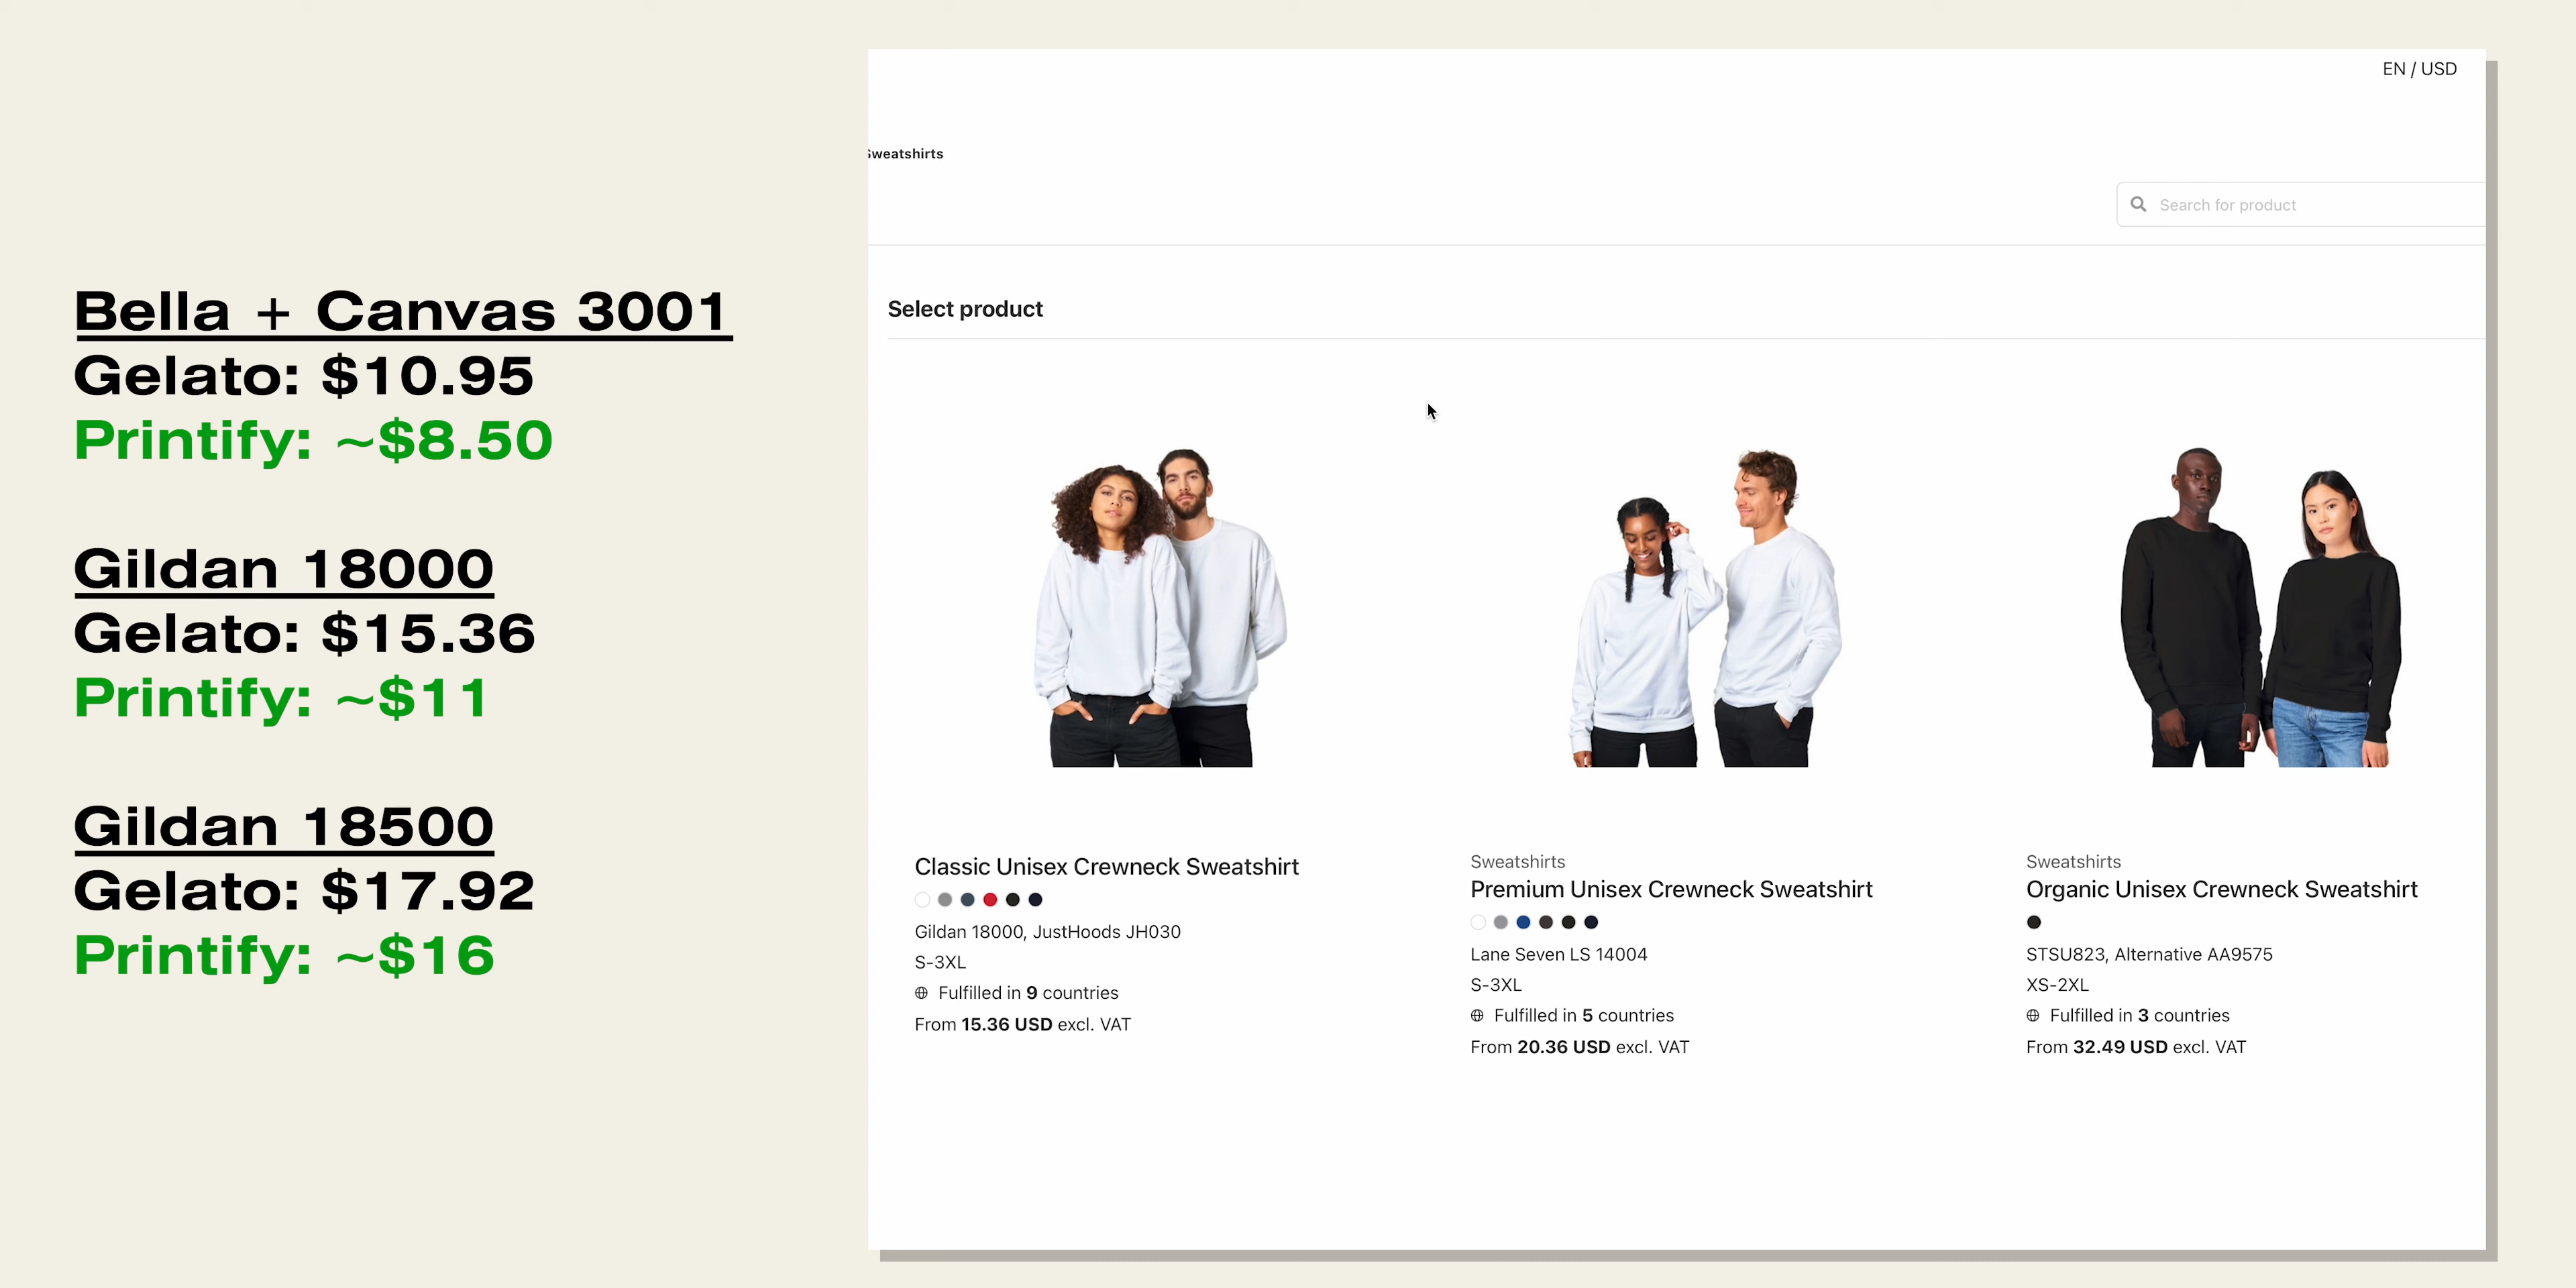 Bella + Canvas 3001
Gelato: $10.95
Printify: ~$8.50
Gildan 18000
Gelato: $15.36
Printify: ~$11
Gildan 18500
Gelato: $17.92
Printify: ~$16
EN / USD
Sweatshirts
Search for product
Select product
Classic Unisex Crewneck Sweatshirt
Gildan 18000, JustHoods JH030
S-3XL
Fulfilled in 9 countries
From 15.36 USD excl. VAT
Sweatshirts
Premium Unisex Crewneck Sweatshirt
Lane Seven LS 14004
S-3XL
Fulfilled in 5 countries
From 20.36 USD excl. VAT
Sweatshirts
Organic Unisex Crewneck Sweatshirt
STSU823, Alternative AA9575
XS-2XL
Fulfilled in 3 countries
From 32.49 USD excl. VAT